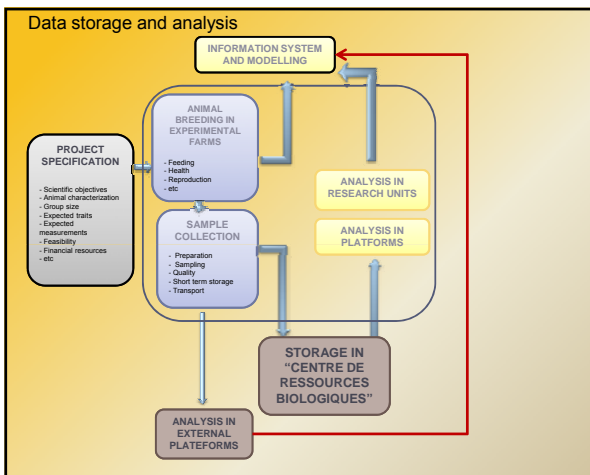 Data storage and analysis
INFORMATION SYSTEM
AND MODELLING
ANIMAL
BREEDING IN
EXPERIMENTAL
FARMS
- Feeding
- Health
- Reproduction
- etc
PROJECT
SPECIFICATION
- Scientific objectives
- Animal characterization
- Group size
- Expected traits
- Expected
measurements
- Feasibility
- Financial resources
- etc
SAMPLE
COLLECTION
- Preparation
- Sampling
- Quality
- Short term storage
- Transport
ANALYSIS IN
RESEARCH UNITS
ANALYSIS IN
PLATFORMS
STORAGE IN
“CENTRE DE
RESSOURCES
BIOLOGIQUES”
ANALYSIS IN
EXTERNAL
PLATEFORMS